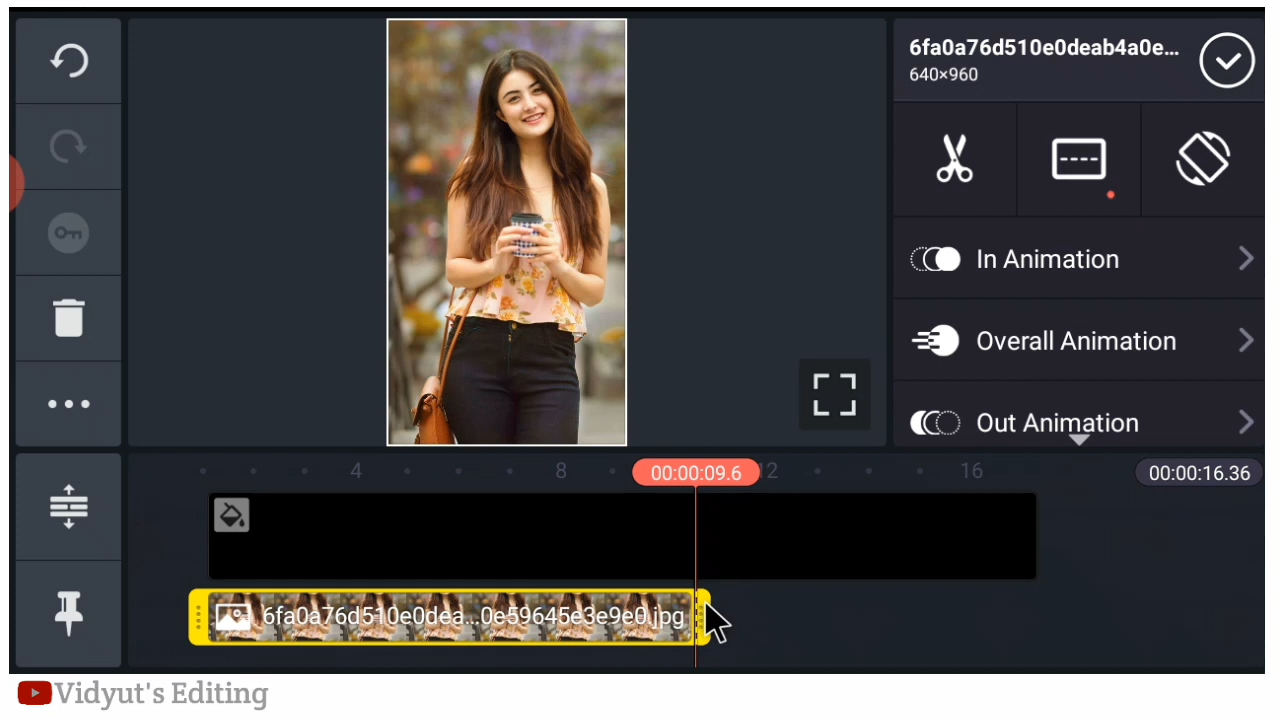 6fa0a76d510e0deab4a0e...
640×960
In Animation
Overall Animation
Out Animation
4
8
00:00:09.6
12
16
00:00:16.36
6fa0a76d510e0dea...0e59645e3e9e0.jpg
Vidyut's Editing